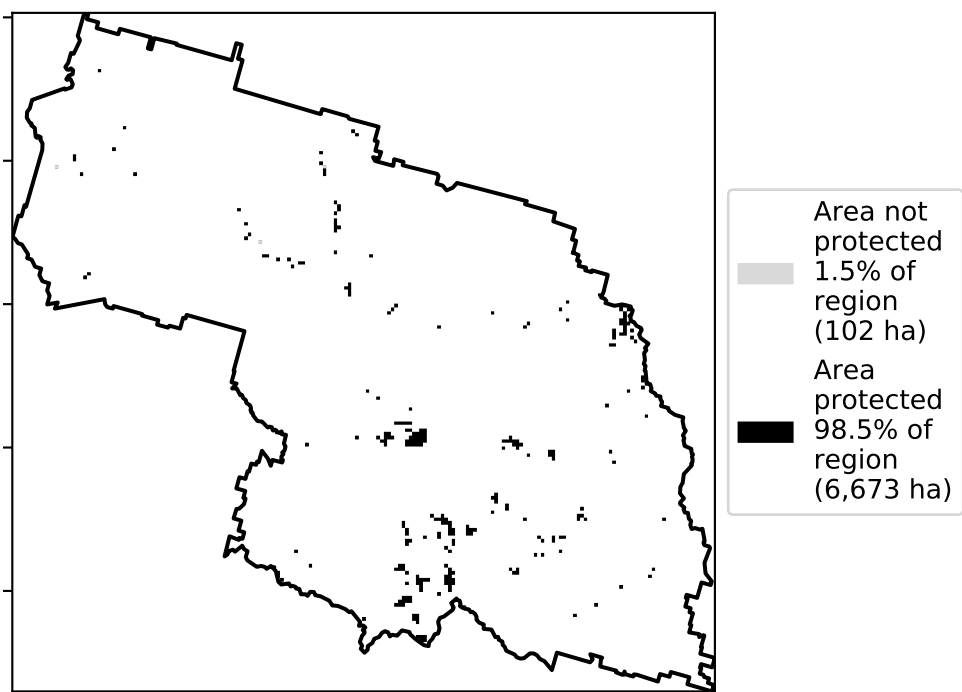 Area not
protected
1.5% of
region
(102 ha)
Area
protected
98.5% of
region
(6,673 ha)